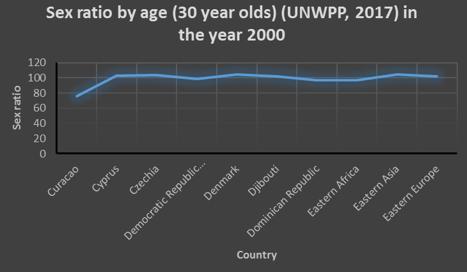 Sex ratio by age (30 year olds) (UNWPP, 2017) in
the year 2000
120
100
80
60
40
20
0
Sex ratio
Curacao
Cyprus
Czechia
Democratic Republic…
Denmark
Djibouti
Dominican Republic
Eastern Africa
Eastern Asia
Eastern Europe
Country